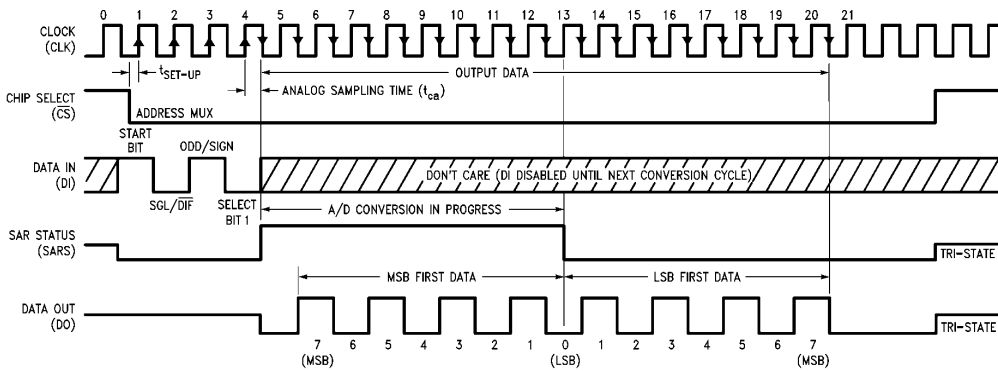 0 1 2 3 4 5 6 7 8 9 10 11 12 13 14 15 16 17 18 19 20 21
CLOCK
(CLK)
tSET-UP
OUTPUT DATA
ANALOG SAMPLING TIME (tca)
CHIP SELECT
(C̅S̅)
ADDRESS MUX
START
BIT
ODD/SIGN
DATA IN
(DI)
DON'T CARE (DI DISABLED UNTIL NEXT CONVERSION CYCLE)
SGL/D̅I̅F̅
SELECT
BIT 1
A/D CONVERSION IN PROGRESS
SAR STATUS
(SARS)
TRI-STATE
MSB FIRST DATA
LSB FIRST DATA
DATA OUT
(DO)
TRI-STATE
7 6 5 4 3 2 1 0 1 2 3 4 5 6 7
(MSB) (LSB) (MSB)